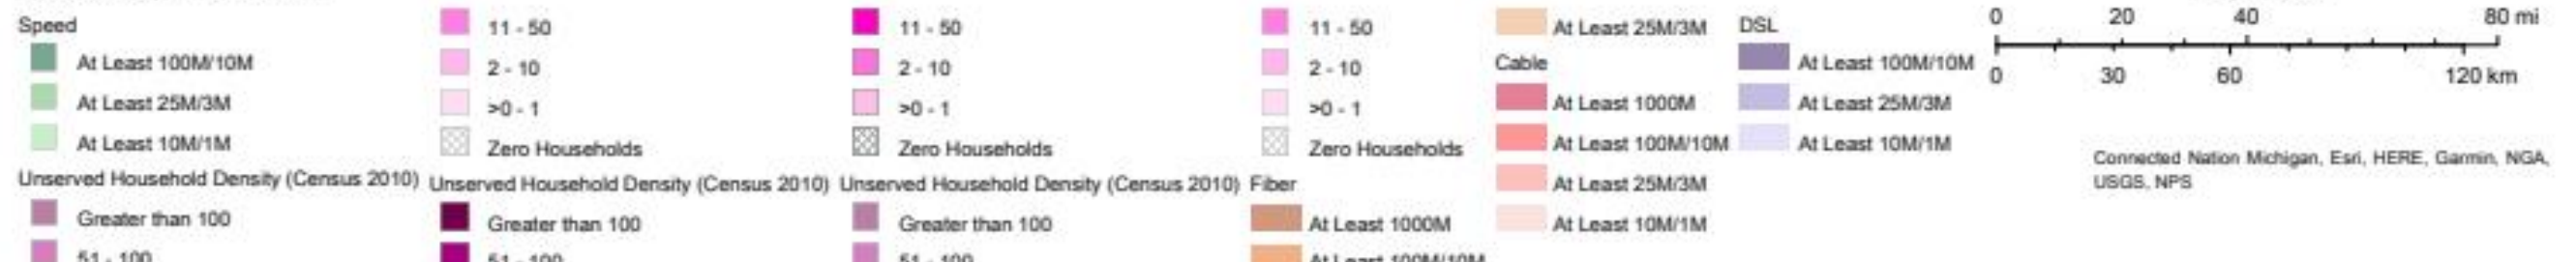 Speed
At Least 100M/10M
At Least 25M/3M
At Least 10M/1M
Unserved Household Density (Census 2010)
Greater than 100
51 - 100
11 - 50
2 - 10
>0 - 1
Zero Households
Unserved Household Density (Census 2010)
Greater than 100
51 - 100
11 - 50
2 - 10
>0 - 1
Zero Households
Unserved Household Density (Census 2010)
Greater than 100
51 - 100
11 - 50
2 - 10
>0 - 1
Zero Households
Fiber
At Least 1000M
At Least 100M/10M
At Least 25M/3M
Cable
At Least 1000M
At Least 100M/10M
At Least 25M/3M
At Least 10M/1M
DSL
At Least 100M/10M
At Least 25M/3M
At Least 10M/1M
0 20 40 80 mi
0 30 60 120 km
Connected Nation Michigan, Esri, HERE, Garmin, NGA,
USGS, NPS